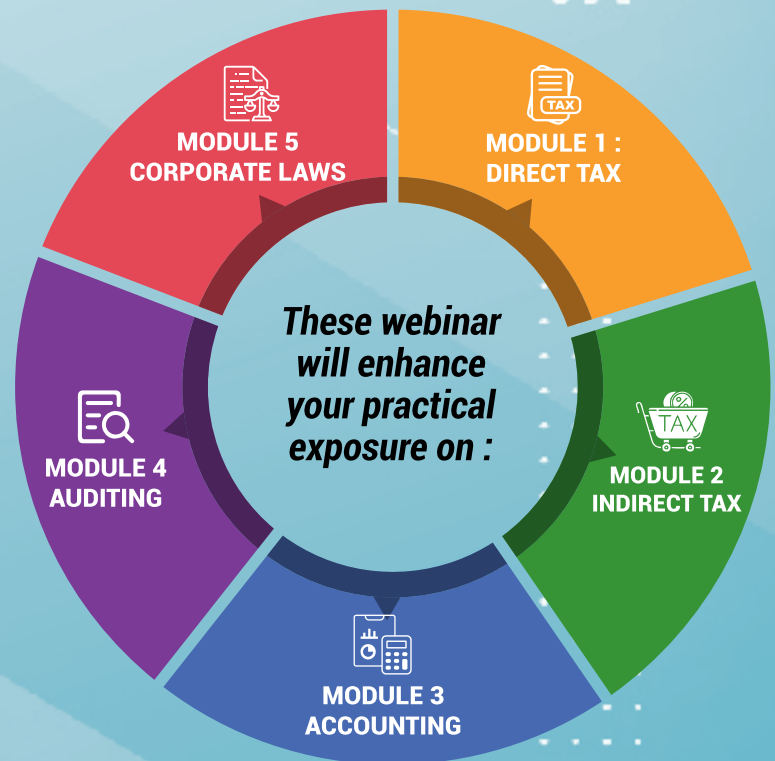 These webinar
will enhance
your practical
exposure on :
TAX
MODULE 1 :
DIRECT TAX
%
TAX
MODULE 2
INDIRECT TAX
MODULE 3
ACCOUNTING
MODULE 4
AUDITING
MODULE 5
CORPORATE LAWS